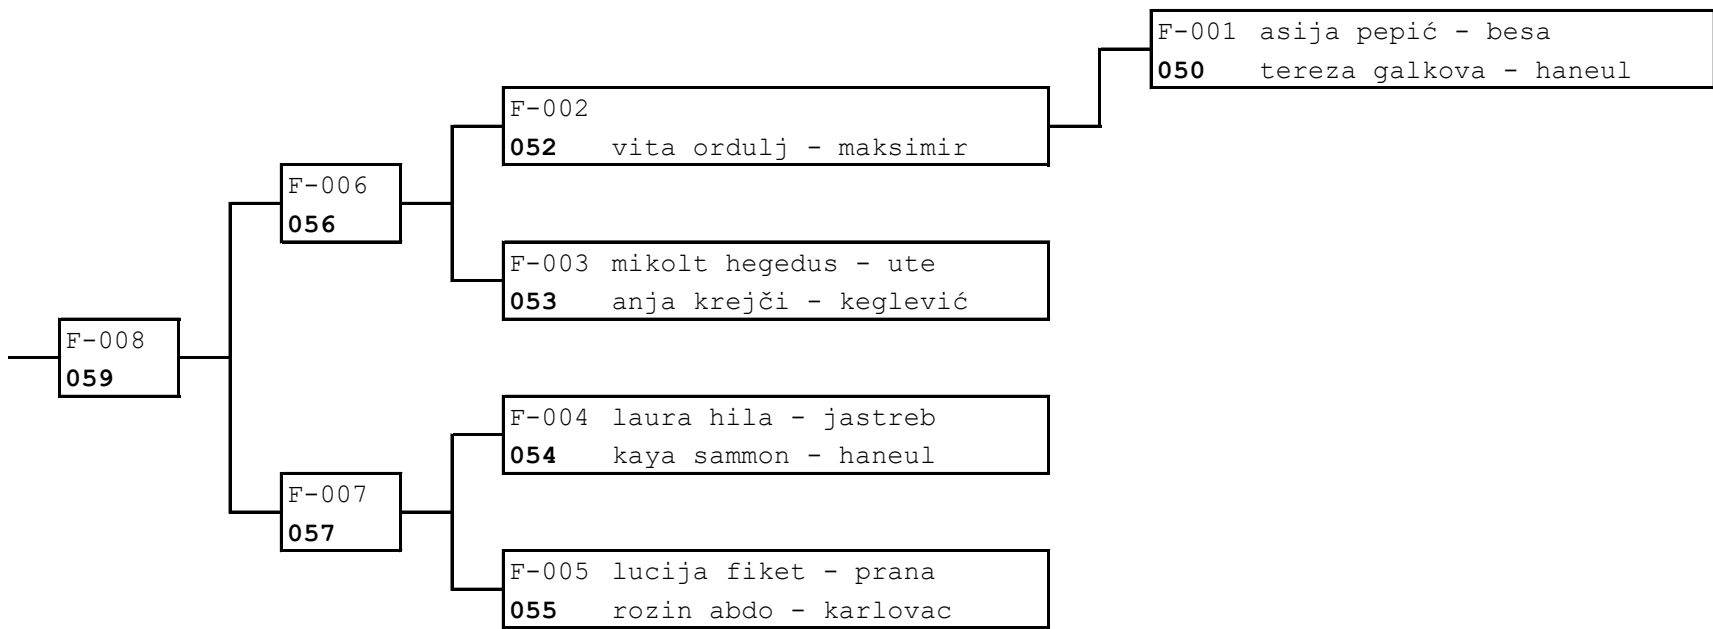 F-001 asija pepić - besa
050 tereza galkova - haneul
F-002
052 vita ordulj - maksimir
F-006
056
F-003 mikolt hegedus - ute
053 anja krejči - keglević
F-008
059
F-004 laura hila - jastreb
054 kaya sammon - haneul
F-007
057
F-005 lucija fiket - prana
055 rozin abdo - karlovac